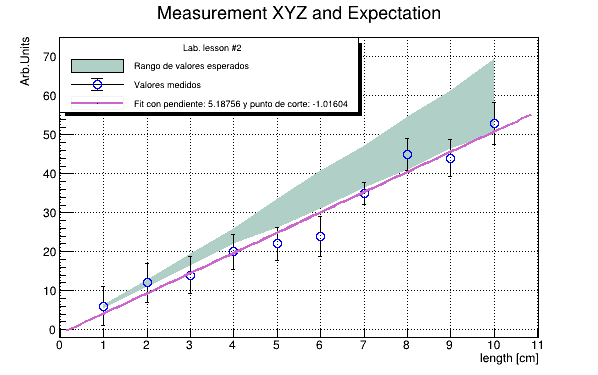 Measurement XYZ and Expectation
Arb.Units
Lab. lesson #2
Rango de valores esperados
Valores medidos
Fit con pendiente: 5.18756 y punto de corte: -1.01604
70
60
50
40
30
20
10
0
0 1 2 3 4 5 6 7 8 9 10 11
length [cm]